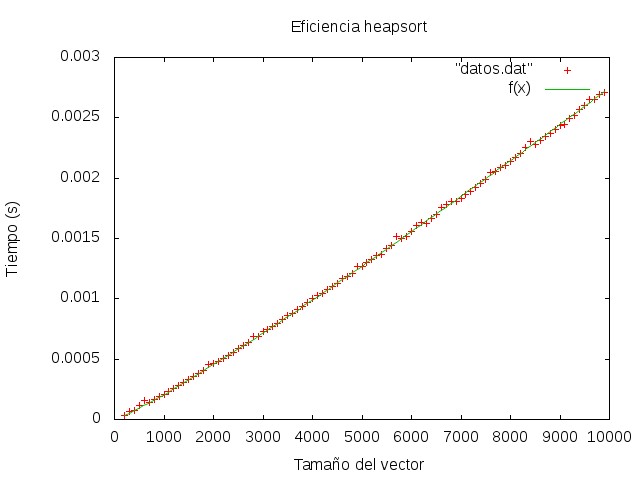 Eficiencia heapsort
0.003
0.0025
0.002
0.0015
0.001
0.0005
0
"datos.dat"
f(x)
Tiempo (s)
0 1000 2000 3000 4000 5000 6000 7000 8000 9000 10000
Tamaño del vector